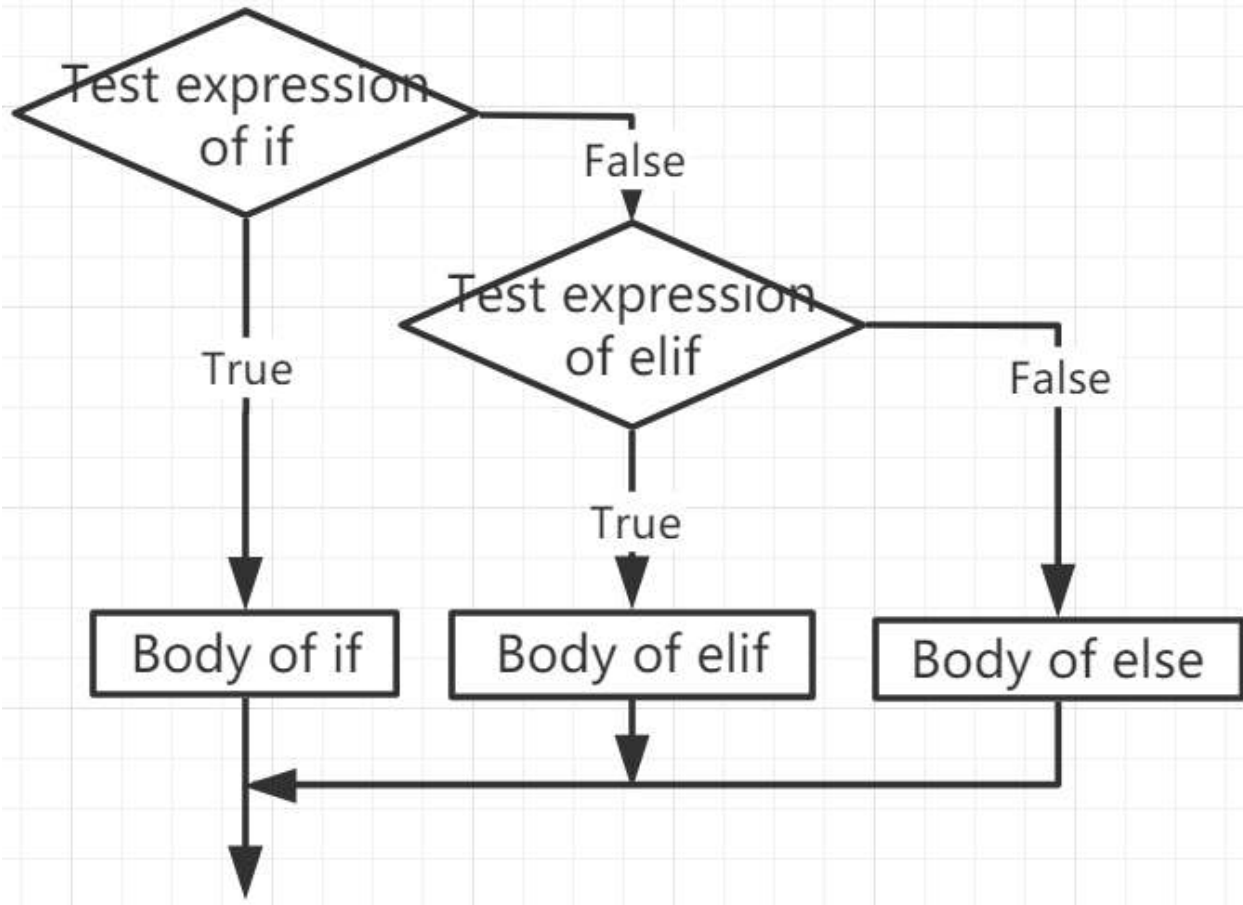 Test expression
of if
False
Test expression
of elif
True
False
True
Body of if
Body of elif
Body of else